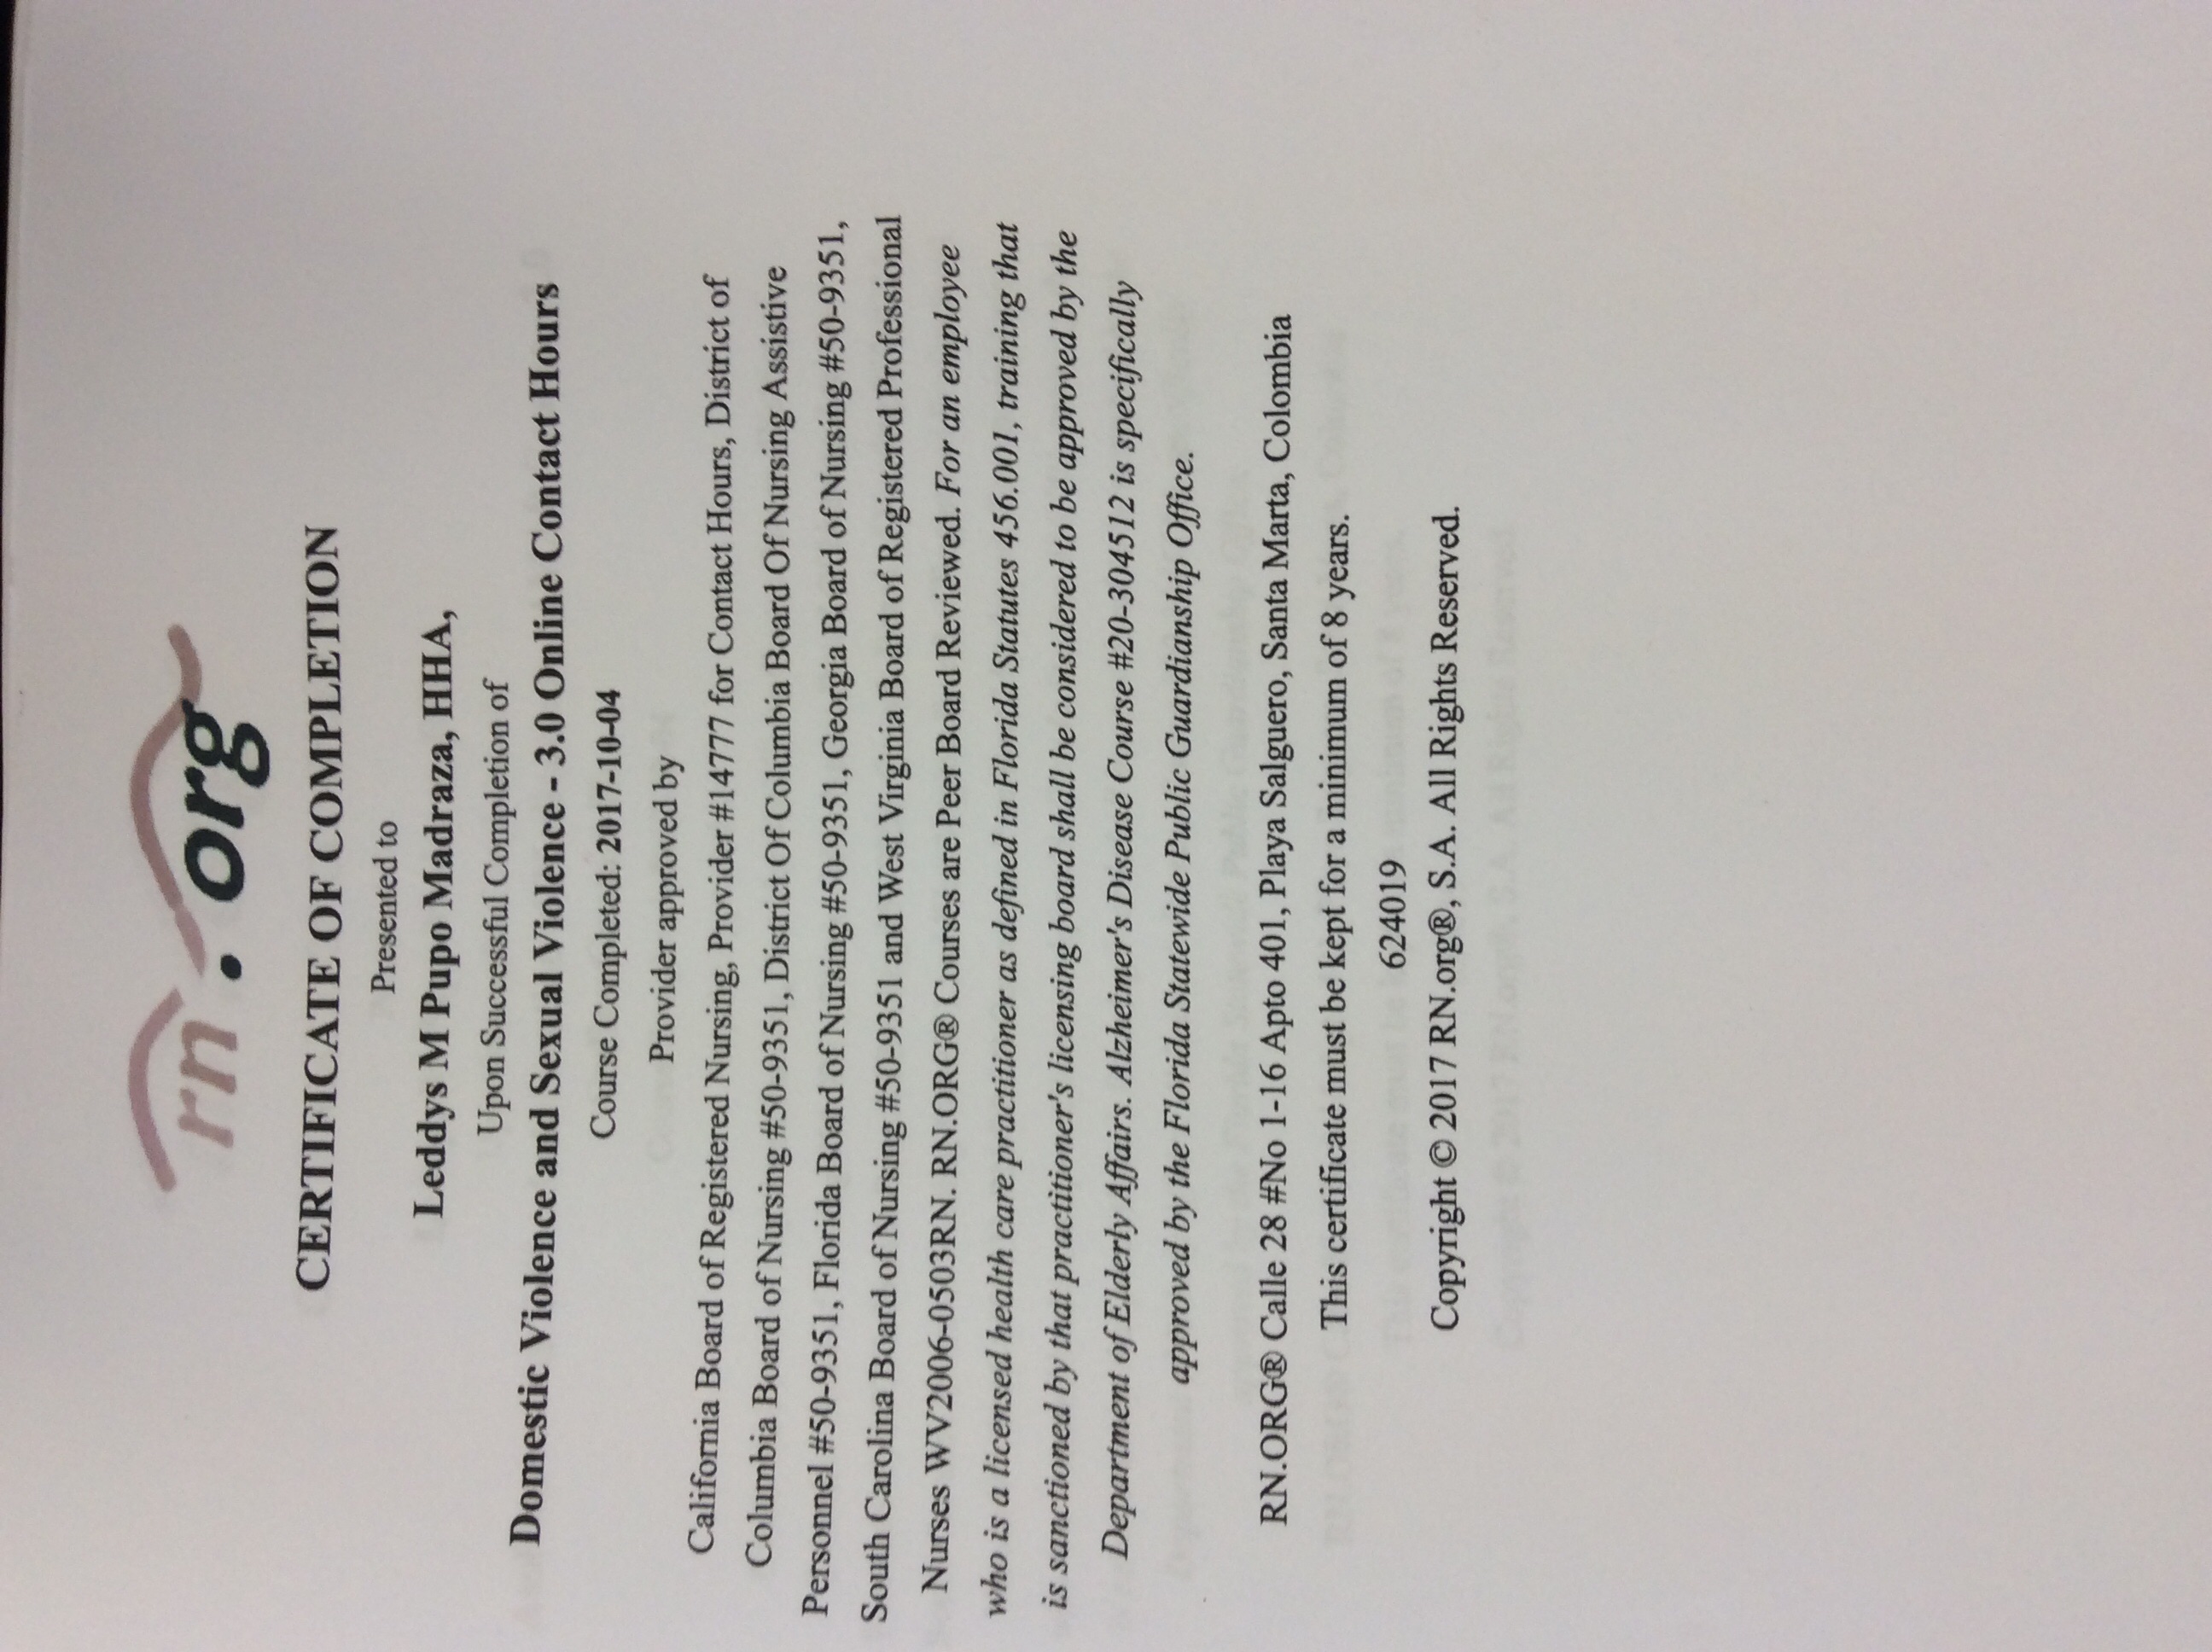 rn.org
CERTIFICATE OF COMPLETION
Presented to
Leddys M Pupo Madraza, HHA,
Upon Successful Completion of
Domestic Violence and Sexual Violence - 3.0 Online Contact Hours
Course Completed: 2017-10-04
Provider approved by
California Board of Registered Nursing, Provider #14777 for Contact Hours, District of
Columbia Board of Nursing #50-9351, District Of Columbia Board Of Nursing Assistive
Personnel #50-9351, Florida Board of Nursing #50-9351, Georgia Board of Nursing #50-9351,
South Carolina Board of Nursing #50-9351 and West Virginia Board of Registered Professional
Nurses WV2006-0503RN. RN.ORG® Courses are Peer Board Reviewed. For an employee
who is a licensed health care practitioner as defined in Florida Statutes 456.001, training that
is sanctioned by that practitioner's licensing board shall be considered to be approved by the
Department of Elderly Affairs. Alzheimer's Disease Course #20-304512 is specifically
approved by the Florida Statewide Public Guardianship Office.
RN.ORG® Calle 28 #No 1-16 Apto 401, Playa Salguero, Santa Marta, Colombia
This certificate must be kept for a minimum of 8 years.
624019
Copyright © 2017 RN.org®, S.A. All Rights Reserved.